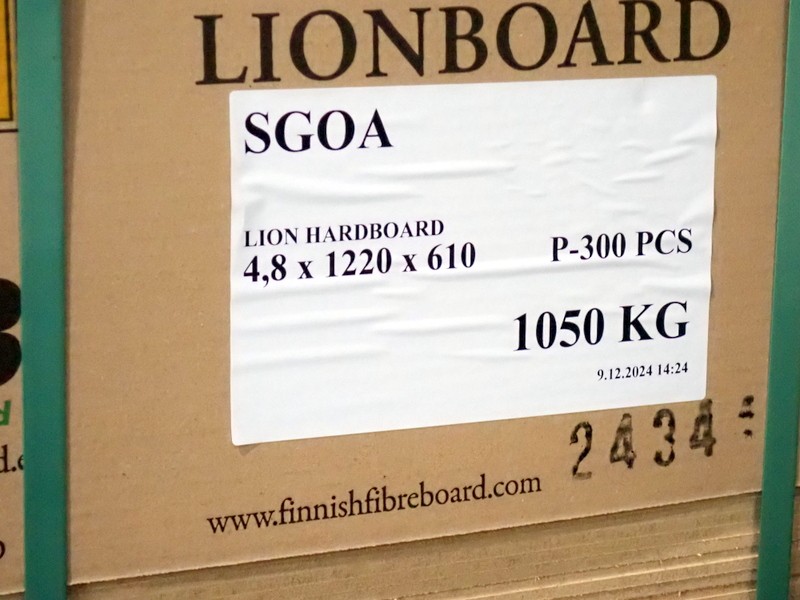 LIONBOARD
SGOA
LION HARDBOARD
4,8 x 1220 x 610
P-300 PCS
1050 KG
9.12.2024 14:24
2434
www.finnishfibreboard.com